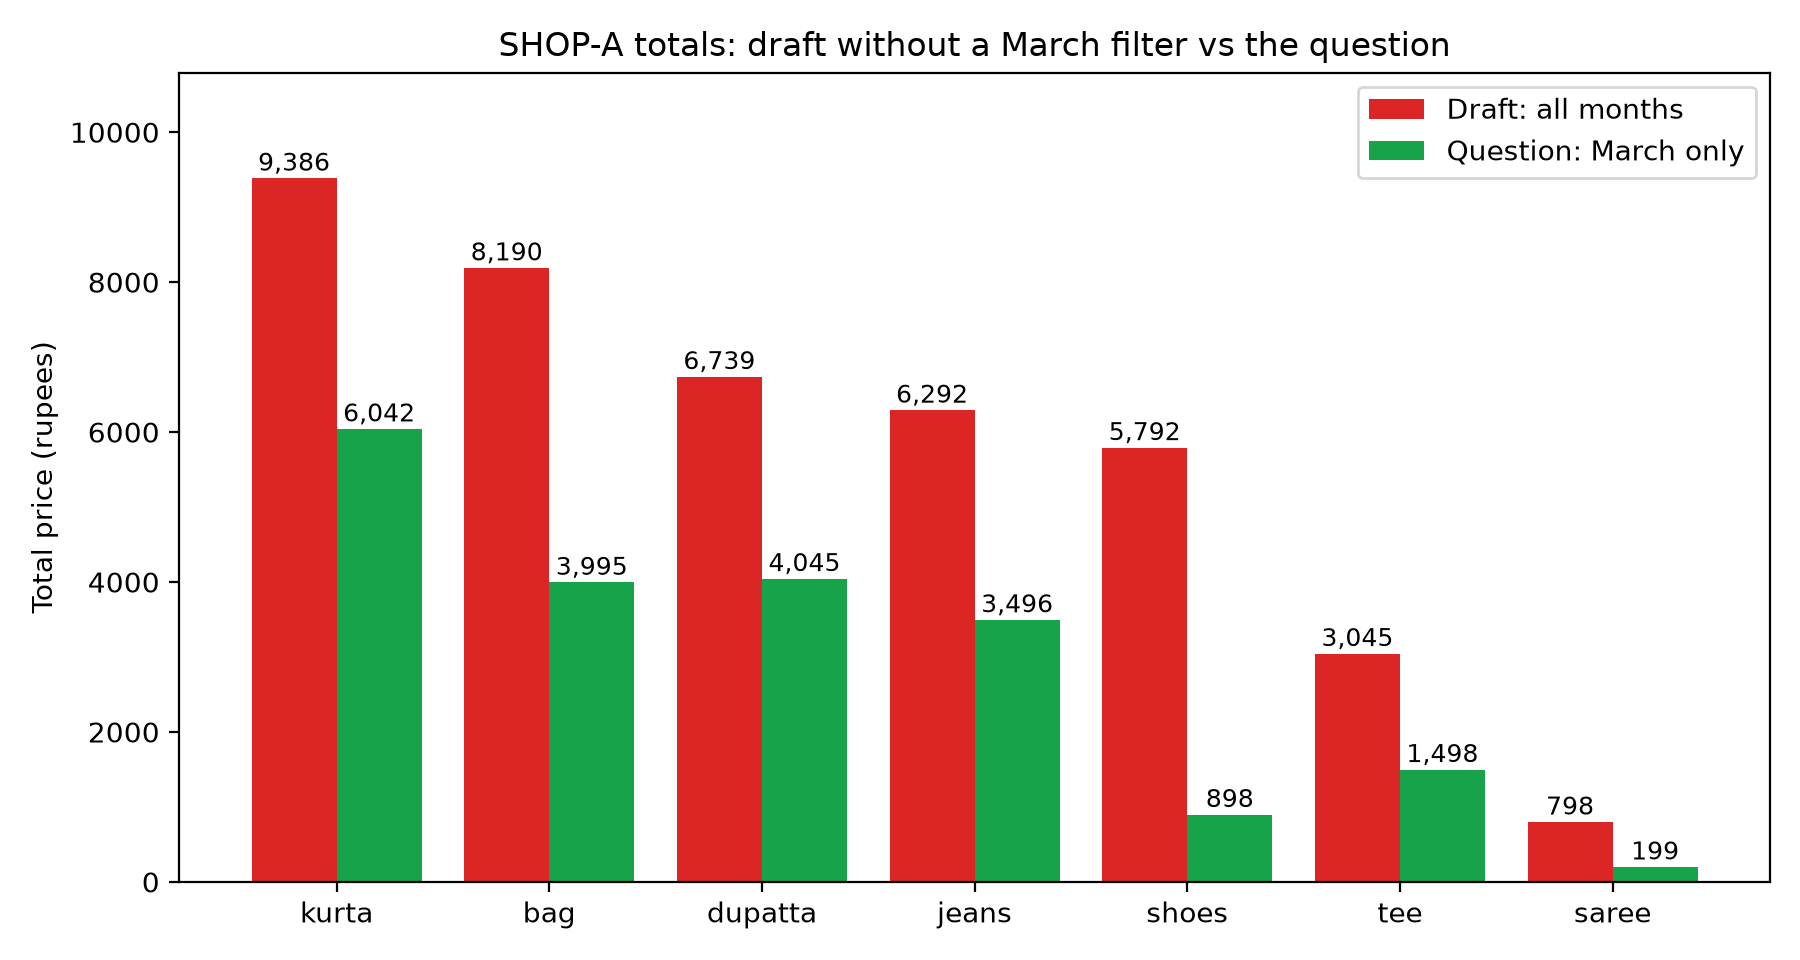 SHOP-A totals: draft without a March filter vs the question
Draft: all months
Question: March only
Total price (rupees)
10000
8000
6000
4000
2000
0
9,386
6,042
8,190
3,995
6,739
4,045
6,292
3,496
5,792
898
3,045
1,498
798
199
kurta
bag
dupatta
jeans
shoes
tee
saree